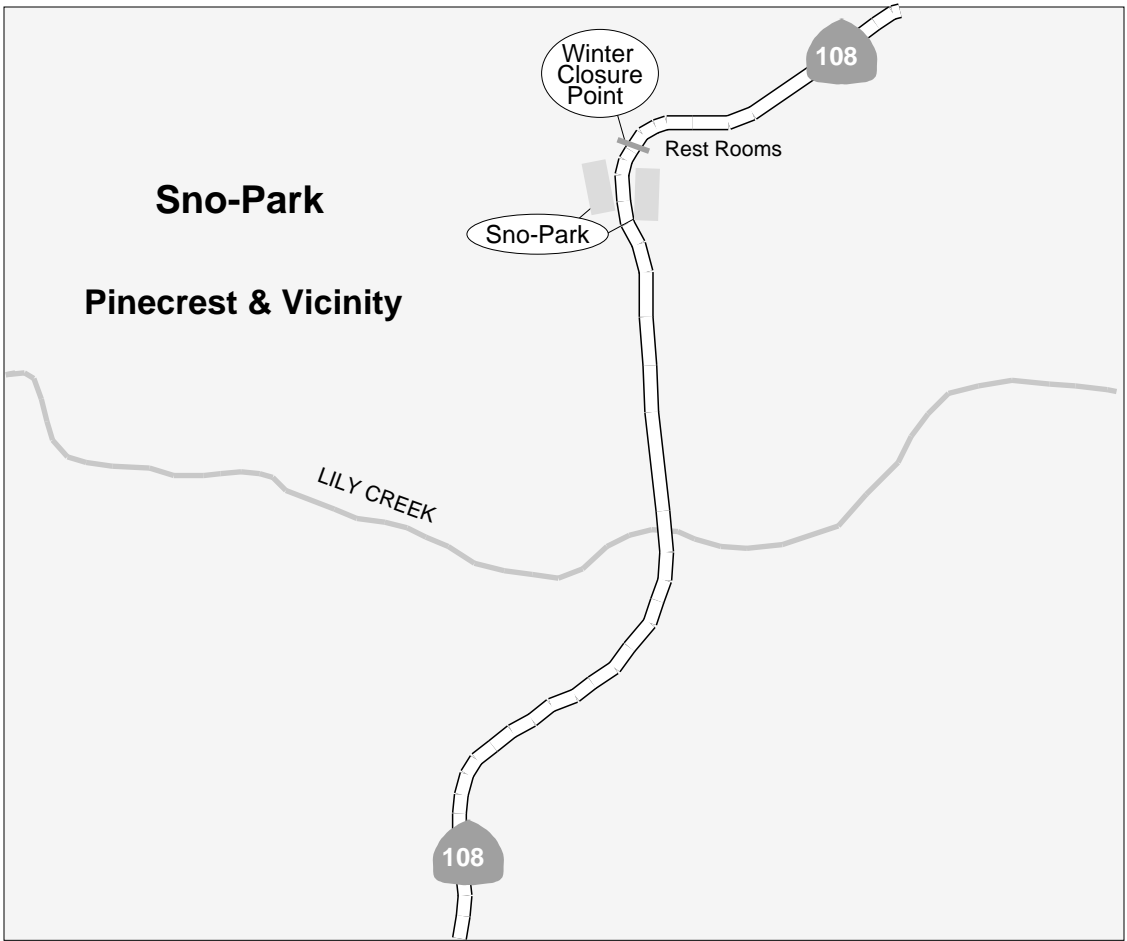 108
Winter
Closure
Point
Rest Rooms
Sno-Park
Sno-Park
Pinecrest & Vicinity
LILY CREEK
108